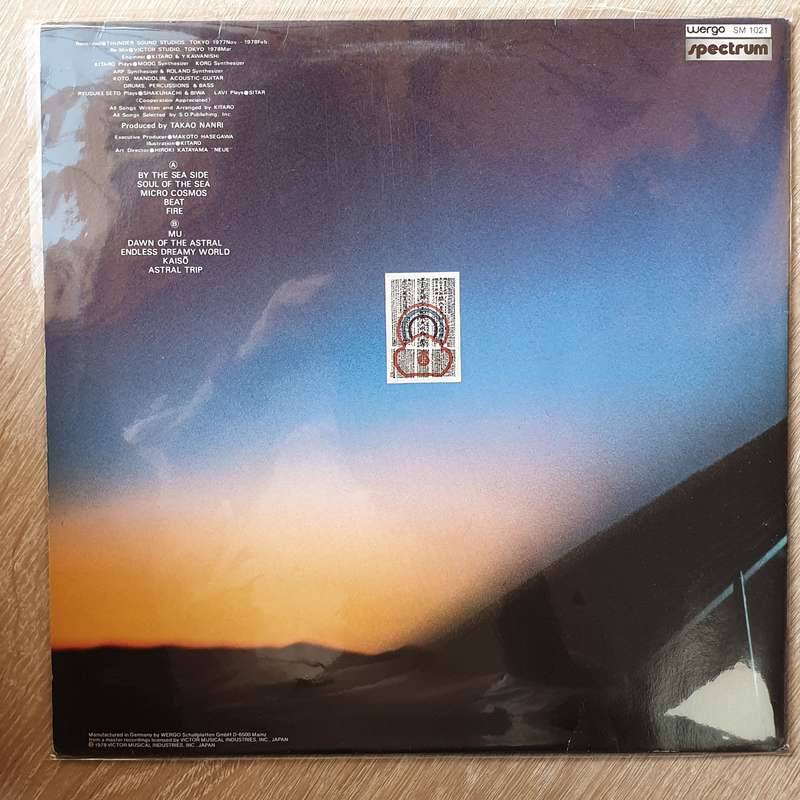 Recorded●THUNDER SOUND STUDIOS, TOKYO 1977Nov.-1978Feb.
Re-Mix●VICTOR STUDIO, TOKYO 1978Mar
Engineer●KITARO & Y.KAWANISHI
KITARO Plays●MOOG Synthesizer KORG Synthesizer
ARP Synthesizer & ROLAND Synthesizer
KOTO, MANDOLIN, ACOUSTIC-GUITAR
DRUMS, PERCUSSIONS & BASS
RYUSUKE SETO Plays●SHAKUHACHI & BIWA LAVI Plays●SITAR
(Cooperation Appreciated)
All Songs Written and Arranged by KITARO
All Songs Selected by S.O.Publishing, Inc
Produced by TAKAO NANRI
Executive Producer●MAKOTO HASEGAWA
Illustration●KITARO
Art Director●HIROKI KATAYAMA "NEUE"
Ⓐ
BY THE SEA SIDE
SOUL OF THE SEA
MICRO COSMOS
BEAT
FIRE
Ⓑ
MU
DAWN OF THE ASTRAL
ENDLESS DREAMY WORLD
KAISŌ
ASTRAL TRIP
wergo SM 1021
spectrum
Manufactured in Germany by WERGO Schallplatten GmbH D-6500 Mainz
from a master recordings licensed by VICTOR MUSICAL INDUSTRIES, INC., JAPAN
Ⓟ 1978 VICTOR MUSICAL INDUSTRIES, INC., JAPAN